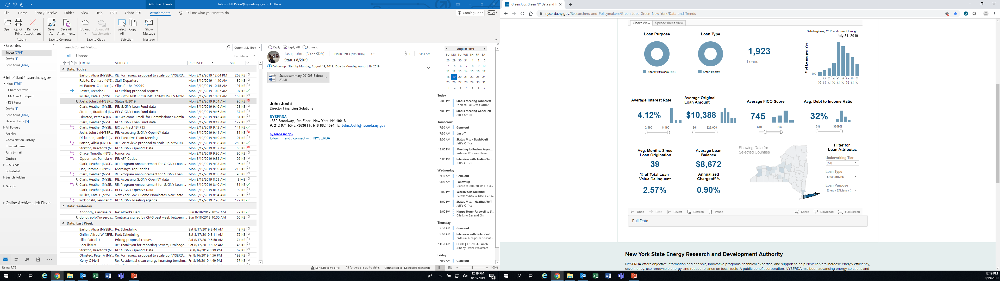 Attachment Tools
Inbox - Jeff.Pitkin@nyserda.ny.gov - Outlook
File Home Send / Receive Folder View Help ESET Adobe PDF Attachments Tell me what you want to do
Coming Soon Off
Open Quick Print Remove Attachment Save As Save All Attachments Upload Upload All Attachments Select All Copy Show Message
Actions Save to Computer Save to Cloud Selection Message
Favorites
Inbox [7761]
Drafts [1]
Sent Items [4647]
Jeff.Pitkin@nyserda.ny.gov
Inbox [7761]
Chamber travel
McAfee Anti-Spam
RSS Feeds
Drafts [1]
Sent Items [4647]
Deleted Items [5]
All Folders
Archive
Conversation History
Infected Items
Junk E-mail
Outbox
RSS Feeds
Scheduled
Search Folders
Groups
Online Archive - Jeff.Pitkin...
Search Current Mailbox Current Mailbox
All Unread By Date
FROM SUBJECT RECEIVED SIZE
Date: Today
Barton, Alicia (NYSER... RE: For review: proposal to scale up NYSERD... Mon 8/19/2019 12:04 PM 268 KB
Rabito, Donna J (NYS... Staff Departure Mon 8/19/2019 11:40 AM 39 KB
McRacken, Candice (... Clips for 8/19/2019 Mon 8/19/2019 10:15 AM 191 KB
Baxter, Brendan E RE: Pricing proposal request Mon 8/19/2019 10:07 AM 107 KB
Muller, Kate T (NYSE... FW: GOVERNOR CUOMO ANNOUNCES NOM... Mon 8/19/2019 10:03 AM 153 KB
Joshi, John J (NYSER... Status 8/2019 Mon 8/19/2019 9:54 AM 95 KB
Clark, Heather (NYSE... RE: GJGNY Loan Fund data Mon 8/19/2019 9:46 AM 123 KB
Stratton, Bradford (N... RE: GJGNY Loan Fund data Mon 8/19/2019 9:46 AM 87 KB
Olmsted, Peter A (NY... RE: Welcome Email for Commissioner Domin... Mon 8/19/2019 9:45 AM 81 KB
Clark, Heather (NYSE... RE: GJGNY Loan Fund data Mon 8/19/2019 9:42 AM 129 KB
Clark, Heather (NYSE... EIC contract 134735 Mon 8/19/2019 9:42 AM 141 KB
Joshi, John J (NYSER... RE: Accessing GJGNY OpenNY data Mon 8/19/2019 9:41 AM 81 KB
Dickerson, Jamie E (... RE: Executive Team Meeting Mon 8/19/2019 9:40 AM 101 KB
Barton, Alicia (NYSER... RE: For review: proposal to scale up NYSERD... Mon 8/19/2019 9:38 AM 250 KB
Stratton, Bradford (N... RE: GJGNY OpenNY Data Mon 8/19/2019 9:37 AM 58 KB
Chace, Timothy (NYS... tomorrow Mon 8/19/2019 9:36 AM 90 KB
Opperman, Pamela A RE: AFP Codes Mon 8/19/2019 9:33 AM 92 KB
Clark, Heather (NYSE... RE: Program Announcement for GJGNY Loan ... Mon 8/19/2019 9:23 AM 96 KB
Han, Jerome B (NYSE... Morning's Top Stories Mon 8/19/2019 9:09 AM 212 KB
Clark, Heather (NYSE... RE: Program Announcement for GJGNY Loan ... Mon 8/19/2019 9:05 AM 98 KB
Clark, Heather (NYSE... RE: Accessing GJGNY OpenNY data Mon 8/19/2019 8:53 AM 3 MB
Clark, Heather (NYSE... RE: Program Announcement for GJGNY Loan ... Mon 8/19/2019 8:40 AM 131 KB
Clark, Heather (NYSE... RE: GJGNY OpenNY Data Mon 8/19/2019 8:27 AM 99 KB
Muller, Kate T (NYSE... New York Gov. Cuomo Nominates New State ... Mon 8/19/2019 8:04 AM 75 KB
McDonald, Jennifer C... RE: GJGNY Meeting agenda Mon 8/19/2019 7:26 AM 177 KB
Date: Yesterday
Angoorly, Caroline G ... Re: Alfred's Dad Sun 8/18/2019 10:57 AM 79 KB
donotreply@nyserda.... Contracts signed by CMG past week between ... Sun 8/18/2019 10:00 AM 60 KB
Date: Last Week
Barton, Alicia (NYSER... Re: Scheduling Sat 8/17/2019 8:44 AM 49 KB
Griffin, Alfred W (GRE... Fwd: Scheduling Sat 8/17/2019 8:11 AM 72 KB
Lillo, Patrick J Pricing proposal request Sat 8/17/2019 6:58 AM 74 KB
SeeClickFix Re: Thank you for reporting Sewers, Drainage... Sat 8/17/2019 5:32 AM 146 KB
Stratton, Bradford (N... RE: GJGNY OpenNY Data Fri 8/16/2019 5:39 PM 62 KB
Olmsted, Peter A (NY... Re: For review: proposal to scale up NYSERD... Fri 8/16/2019 4:56 PM 192 KB
Kerry O'Neill Re: Residential clean energy financing benchm... Fri 8/16/2019 4:49 PM 157 KB
Reply Reply All Forward
Joshi, John J (NYSERDA) Pitkin, Jeff J (NYSERDA); + 1 1 9:54 AM
Status 8/2019
Follow up. Start by Monday, August 19, 2019. Due by Monday, August 19, 2019.
Status summary-20190818.docx
23 KB
John Joshi
Director Financing Solutions
NYSERDA
1359 Broadway,19th Floor | New York, NY 10018
P: 212-971-5342 x3636 | F: 518-862-1091 | E: John.Joshi@nyserda.ny.gov
nyserda.ny.gov
follow : friend : connect with NYSERDA
August 2019
SU MO TU WE TH FR SA
28 29 30 31 1 2 3
4 5 6 7 8 9 10
11 12 13 14 15 16 17
18 19 20 21 22 23 24
25 26 27 28 29 30 31
1 2 3 4 5 6 7
Today
2:00 PM Status Meeting John/Jeff
John to Call Jeff's Office
4:00 PM Status Meeting Gene/Jeff
Jeff's Office
Tomorrow
7:30 AM Gene out
7:30 AM tim off
9:00 AM Status Mtg - David/Jeff
Jeff's Office
12:00 PM Meeting to Review Agen...
erda.rm.17cc.sand.lake
1:00 PM Interview with Justin Clan...
Jeff's Office
Wednesday
7:30 AM Gene out
9:00 AM Follow up
Clarke to call Jeff @ 518-8...
1:00 PM Weekly Ops Meeting
Parker Mathusa Board and...
3:00 PM Status Mtg. - Heather/Jeff
Jeff's Office
5:00 PM Happy Hour- Farewell to S...
City Line Bar and Grill
Thursday
7:30 AM Gene out
9:00 AM Interview with Peter Cost...
erda.rm.17cc.parker.d.mat...
11:30 AM HOLD | JJP/CGA Lunch
Albany Office Proximate
Friday
7:30 AM Gene out
Items: 7,761 Send/Receive error All folders are up to date. Connected to: Microsoft Exchange 100%
12:19 PM
8/19/2019
21
Green Jobs Green NY Data and T
nyserda.ny.gov/Researchers-and-Policymakers/Green-Jobs-Green-New-York/Data-and-Trends
Chart View Spreadsheet View
Loan Purpose
Energy Efficiency (EE)
Loan Type
Smart Energy
1,923
Loans
Data beginning 2010 and current through:
July 31, 2019
# of Loans per Year
0K
2011 2012 2013 2014 2015 2016 2017 2018 2019
Average Interest Rate
4.12%
2.990 8.490
Average Original
Loan Amount
$10,388
$61 $25,000
Average FICO Score
745
640 837
Avg. Debt to Income Ratio
32%
0% 3609%
Avg. Months Since
Loan Origination
39
Average Loan
Balance
$8,672
% of Total Loan
Value Delinquent
2.57%
Annualized
Chargeoff %
0.90%
Showing Data for:
Selected Counties
Filter for
Loan Attributes
Underwriting Tier
(All)
Loan Type
Smart Energy
Loan Purpose
Energy Efficiency (...
Undo Redo Revert Refresh Pause Share Download Full Screen
Full Data
New York State Energy Research and Development Authority
NYSERDA offers objective information and analysis, innovative programs, technical expertise, and support to help New Yorkers increase energy efficiency,
save money, use renewable energy, and reduce reliance on fossil fuels. A public benefit corporation, NYSERDA has been advancing energy solutions and
12:19 PM
8/19/2019